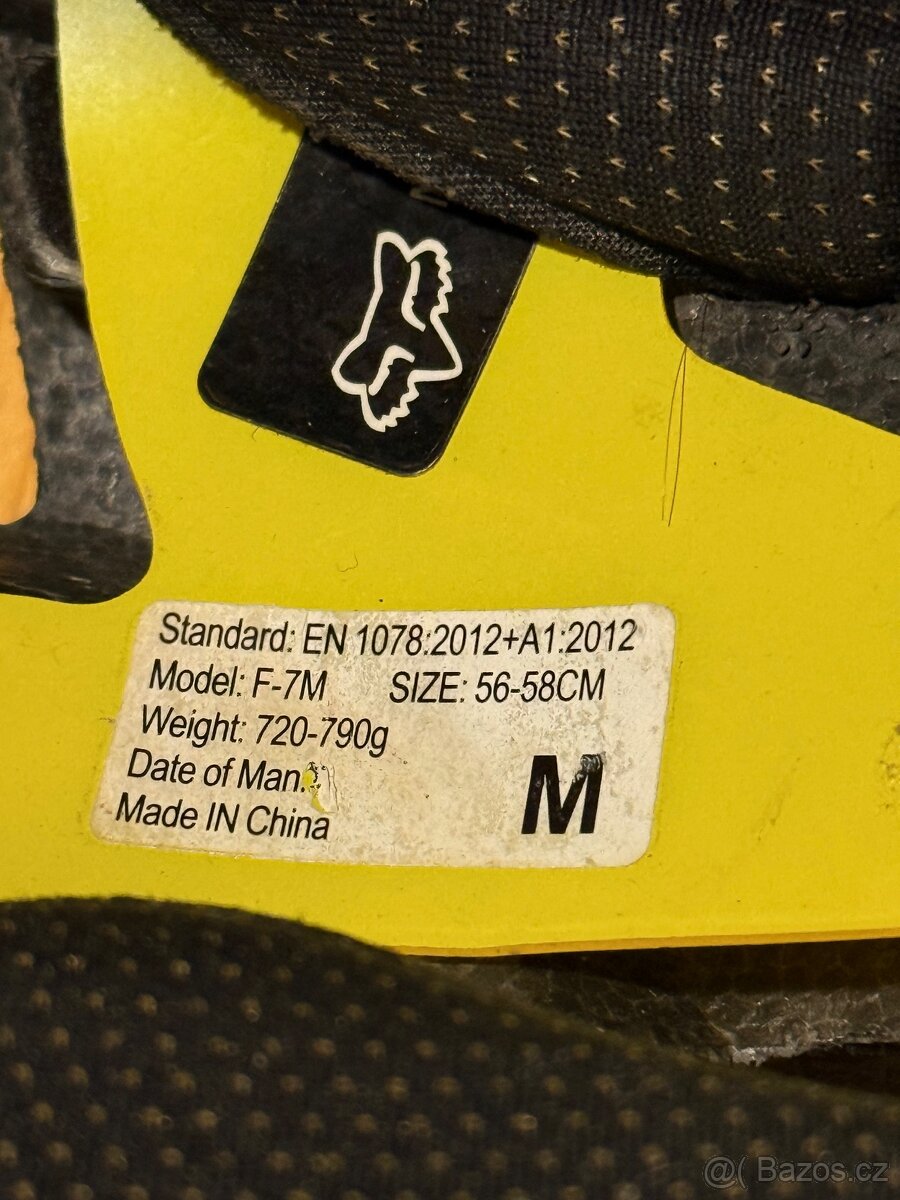 Standard: EN 1078:2012+A1:2012
Model: F-7M SIZE: 56-58CM
Weight: 720-790g
Date of Man.
Made IN China
M
@( Bazos.cz